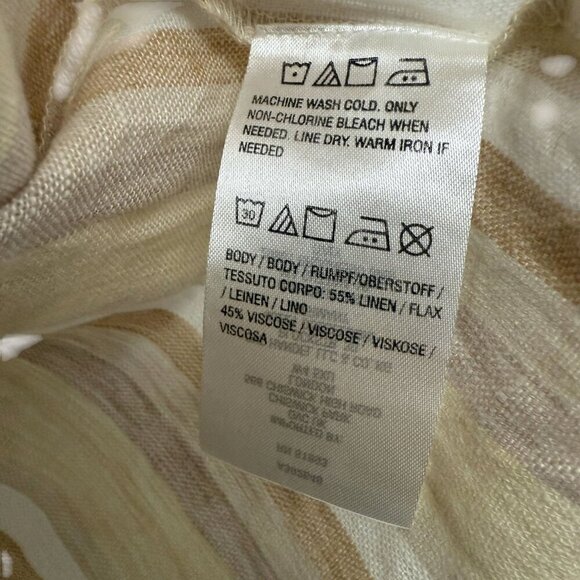 MACHINE WASH COLD. ONLY
NON-CHLORINE BLEACH WHEN
NEEDED. LINE DRY. WARM IRON IF
NEEDED
30
BODY / BODY / RUMPF/OBERSTOFF /
TESSUTO CORPO: 55% LINEN / FLAX
/ LEINEN / LINO
45% VISCOSE / VISCOSE / VISKOSE /
VISCOSA